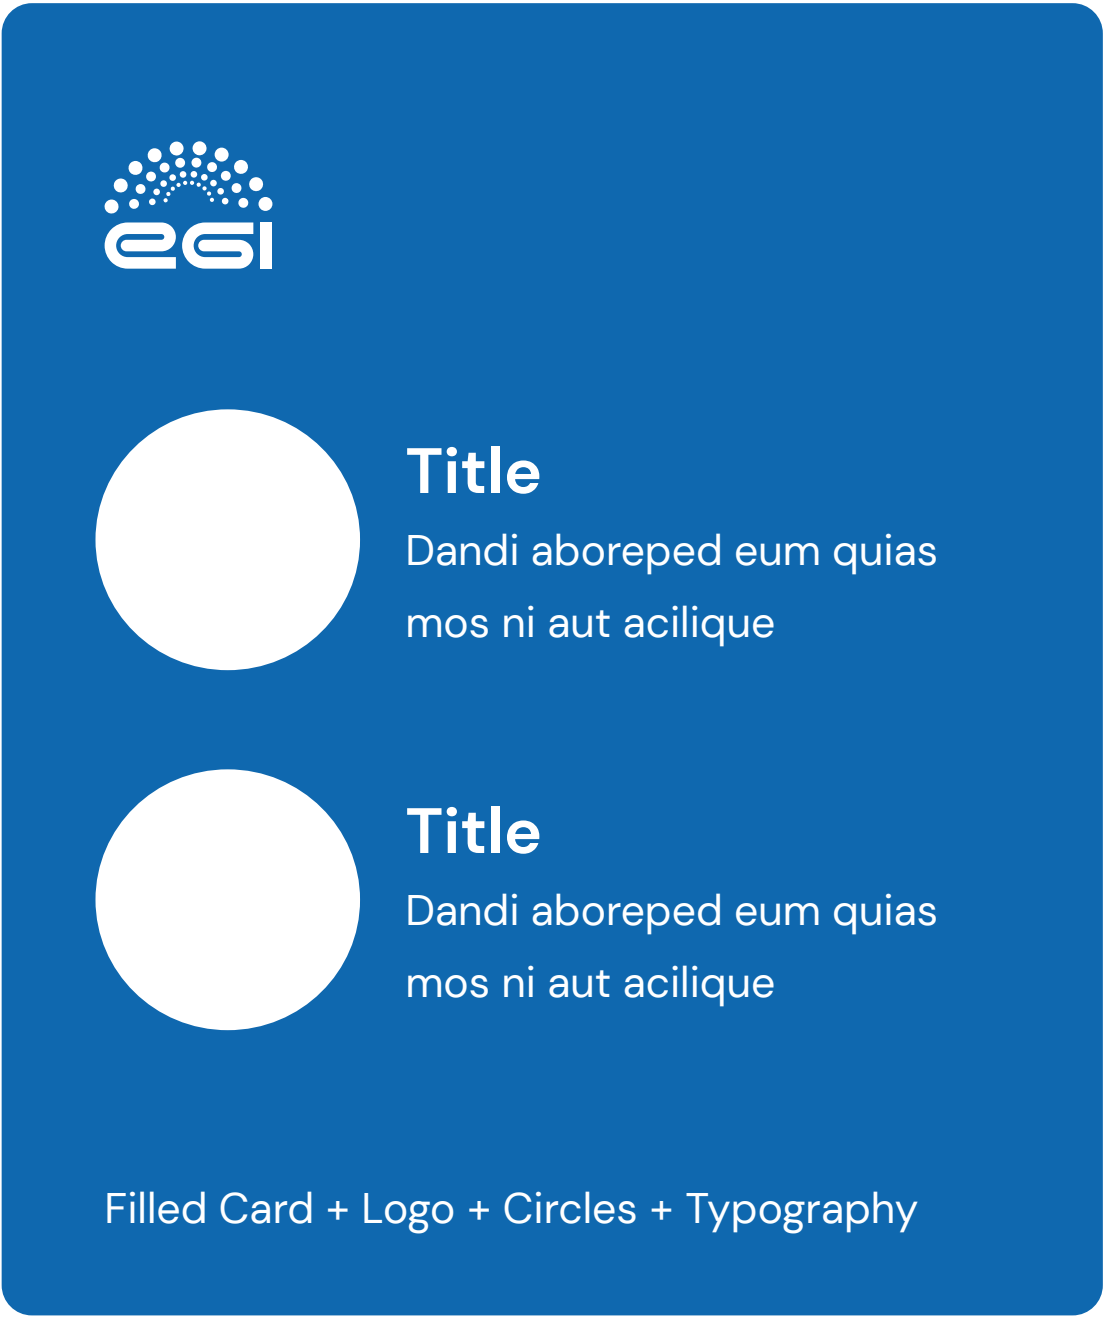 egi
Title
Dandi aboreped eum quias
mos ni aut acilique
Title
Dandi aboreped eum quias
mos ni aut acilique
Filled Card + Logo + Circles + Typography